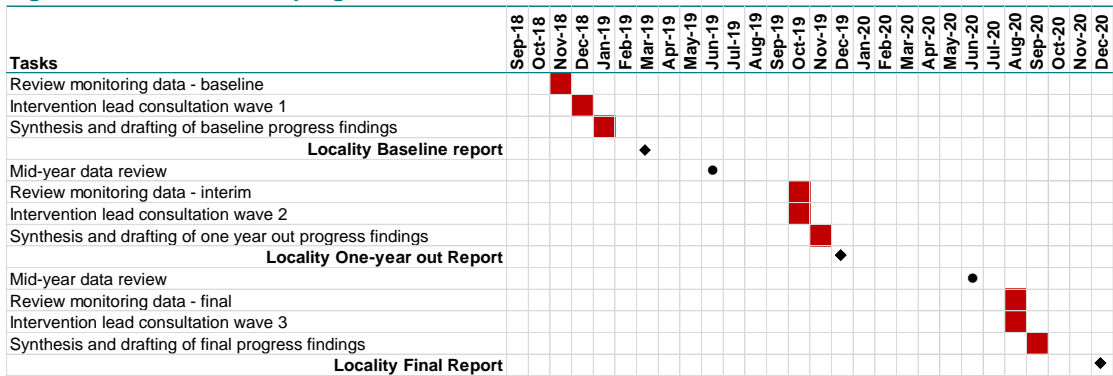 Tasks Sep-18 Oct-18 Nov-18 Dec-18 Jan-19 Feb-19 Mar-19 Apr-19 May-19 Jun-19 Jul-19 Aug-19 Sep-19 Oct-19 Nov-19 Dec-19 Jan-20 Feb-20 Mar-20 Apr-20 May-20 Jun-20 Jul-20 Aug-20 Sep-20 Oct-20 Nov-20 Dec-20
Review monitoring data - baseline
Intervention lead consultation wave 1
Synthesis and drafting of baseline progress findings
Locality Baseline report
Mid-year data review
Review monitoring data - interim
Intervention lead consultation wave 2
Synthesis and drafting of one year out progress findings
Locality One-year out Report
Mid-year data review
Review monitoring data - final
Intervention lead consultation wave 3
Synthesis and drafting of final progress findings
Locality Final Report